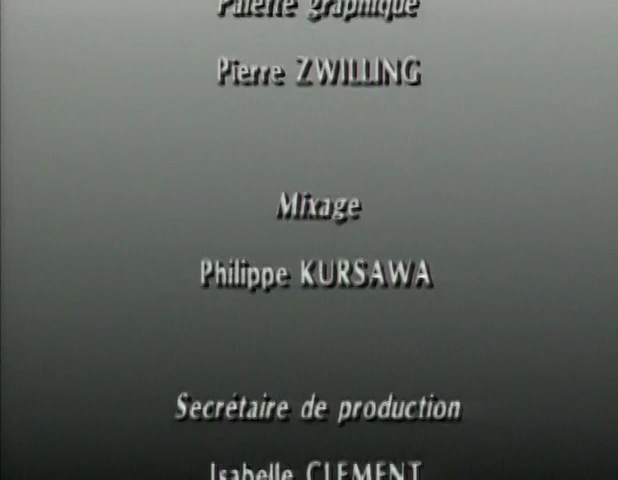 Palette graphique
Pierre ZWILLING
Mixage
Philippe KURSAWA
Secrétaire de production
Isabelle CLEMENT